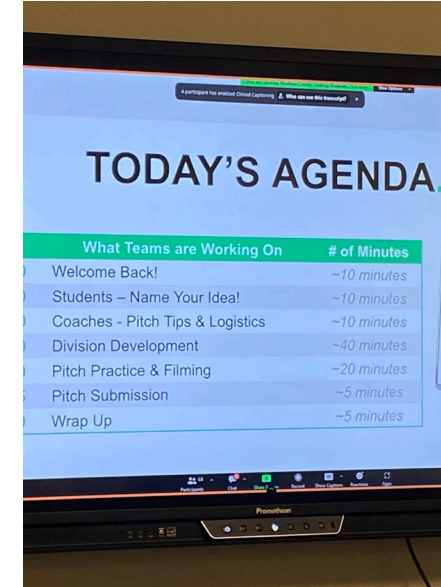 A participant has enabled Closed Captioning Who can see this transcript?
View Options
TODAY'S AGENDA.
What Teams are Working On # of Minutes
Welcome Back! ~10 minutes
Students – Name Your Idea! ~10 minutes
Coaches - Pitch Tips & Logistics ~10 minutes
Division Development ~40 minutes
Pitch Practice & Filming ~20 minutes
Pitch Submission ~5 minutes
Wrap Up ~5 minutes
68
Participants Chat Record Show Captions Reactions Apps
Promethean